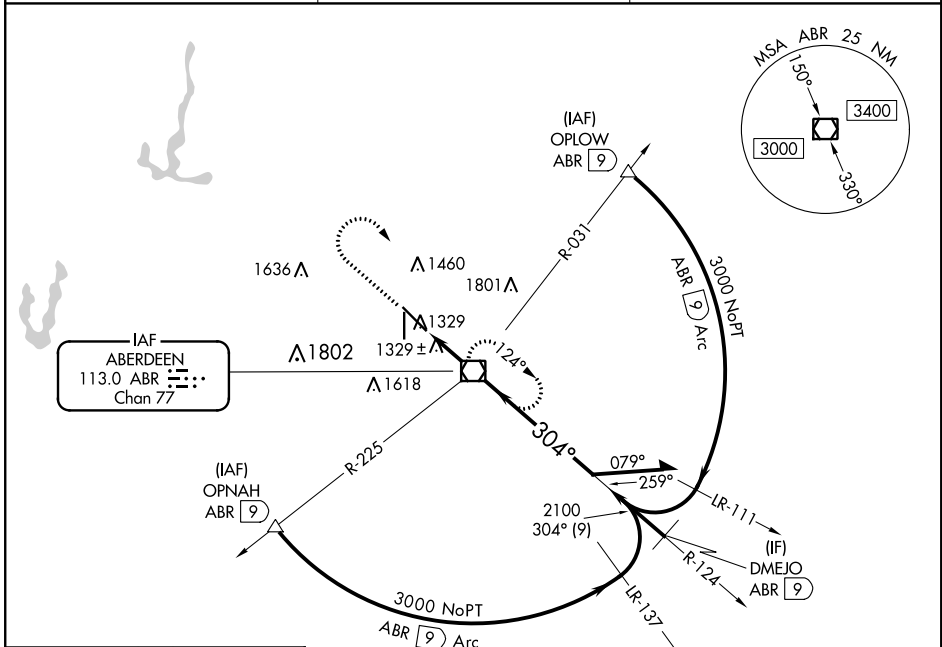 MSA ABR 25 NM
150°
3400
3000
330°
(IAF)
OPLOW
ABR 9
R-031
3000 NoPT
ABR 9 Arc
1636
1460
1801
1329
1329 ±
1802
1618
124°
IAF
ABERDEEN
113.0 ABR
Chan 77
304°
R-225
079°
259°
(IAF)
OPNAH
ABR 9
2100
304° (9)
LR-111
(IF)
DMEJO
ABR 9
R-124
LR-137
3000 NoPT
ABR 9 Arc